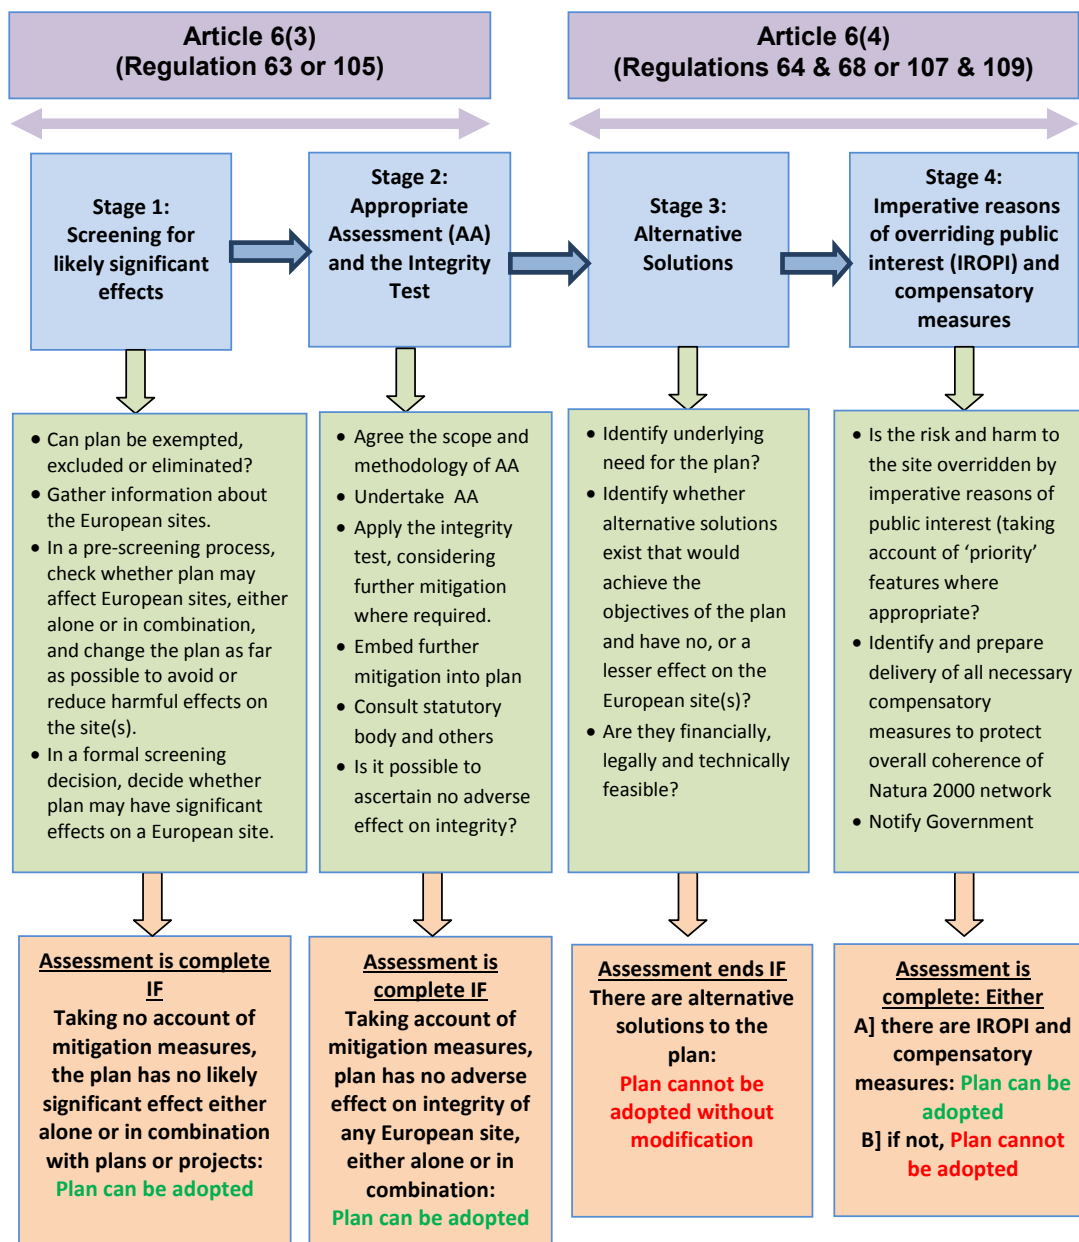 Article 6(3)
(Regulation 63 or 105)
Article 6(4)
(Regulations 64 & 68 or 107 & 109)
Stage 1:
Screening for
likely significant
effects
Stage 2:
Appropriate
Assessment (AA)
and the Integrity
Test
Stage 3:
Alternative
Solutions
Stage 4:
Imperative reasons
of overriding public
interest (IROPI) and
compensatory
measures
• Can plan be exempted,
excluded or eliminated?
• Gather information about
the European sites.
• In a pre-screening process,
check whether plan may
affect European sites, either
alone or in combination,
and change the plan as far
as possible to avoid or
reduce harmful effects on
the site(s).
• In a formal screening
decision, decide whether
plan may have significant
effects on a European site.
• Agree the scope and
methodology of AA
• Undertake AA
• Apply the integrity
test, considering
further mitigation
where required.
• Embed further
mitigation into plan
• Consult statutory
body and others
• Is it possible to
ascertain no adverse
effect on integrity?
• Identify underlying
need for the plan?
• Identify whether
alternative solutions
exist that would
achieve the
objectives of the plan
and have no, or a
lesser effect on the
European site(s)?
• Are they financially,
legally and technically
feasible?
• Is the risk and harm to
the site overridden by
imperative reasons of
public interest (taking
account of ‘priority’
features where
appropriate?
• Identify and prepare
delivery of all necessary
compensatory
measures to protect
overall coherence of
Natura 2000 network
• Notify Government
Assessment is complete
IF
Taking no account of
mitigation measures,
the plan has no likely
significant effect either
alone or in combination
with plans or projects:
Plan can be adopted
Assessment is
complete IF
Taking account of
mitigation measures,
plan has no adverse
effect on integrity of
any European site,
either alone or in
combination:
Plan can be adopted
Assessment ends IF
There are alternative
solutions to the
plan:
Plan cannot be
adopted without
modification
Assessment is
complete: Either
A] there are IROPI and
compensatory
measures: Plan can be
adopted
B] if not, Plan cannot
be adopted